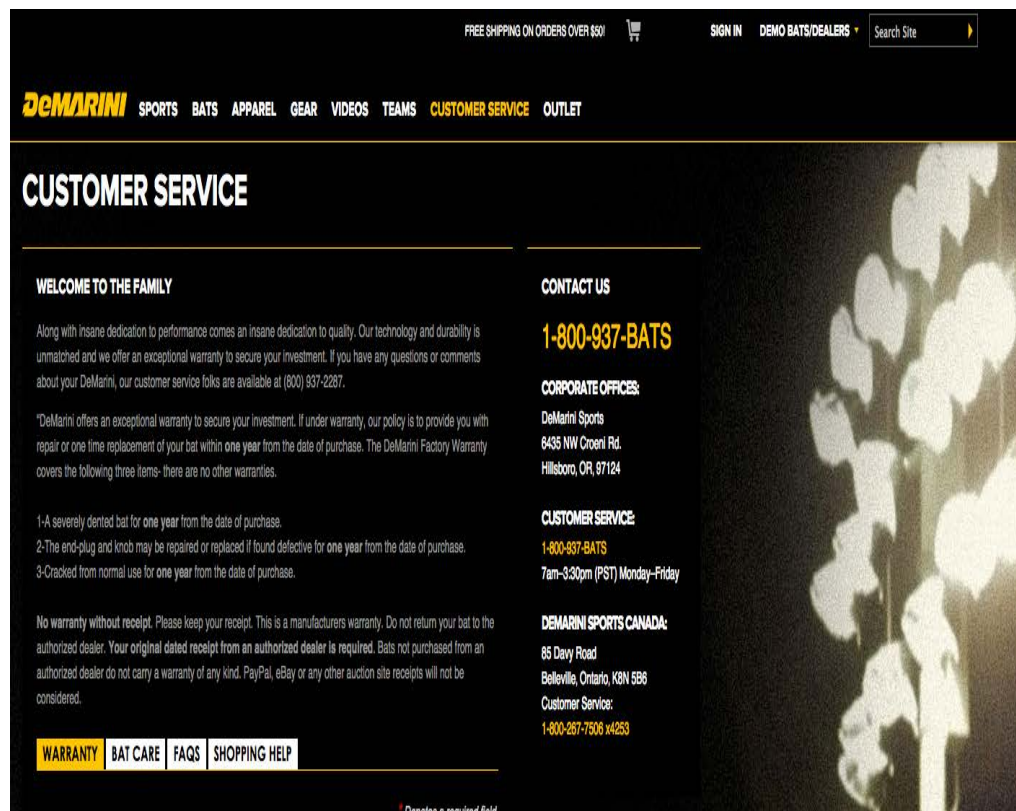 FREE SHIPPING ON ORDERS OVER $50!
SIGN IN
DEMO BATS/DEALERS
Search Site
DeMARINI
SPORTS BATS APPAREL GEAR VIDEOS TEAMS CUSTOMER SERVICE OUTLET
CUSTOMER SERVICE
WELCOME TO THE FAMILY
Along with insane dedication to performance comes an insane dedication to quality. Our technology and durability is
unmatched and we offer an exceptional warranty to secure your investment. If you have any questions or comments
about your DeMarini, our customer service folks are available at (800) 937-2287.
"DeMarini offers an exceptional warranty to secure your investment. If under warranty, our policy is to provide you with
repair or one time replacement of your bat within one year from the date of purchase. The DeMarini Factory Warranty
covers the following three items- there are no other warranties.
1-A severely dented bat for one year from the date of purchase.
2-The end-plug and knob may be repaired or replaced if found defective for one year from the date of purchase.
3-Cracked from normal use for one year from the date of purchase.
No warranty without receipt. Please keep your receipt. This is a manufacturers warranty. Do not return your bat to the
authorized dealer. Your original dated receipt from an authorized dealer is required. Bats not purchased from an
authorized dealer do not carry a warranty of any kind. PayPal, eBay or any other auction site receipts will not be
considered.
WARRANTY BAT CARE FAQS SHOPPING HELP
* Denotes a required field
CONTACT US
1-800-937-BATS
CORPORATE OFFICES:
DeMarini Sports
6435 NW Croeni Rd.
Hillsboro, OR, 97124
CUSTOMER SERVICE:
1-800-937-BATS
7am–3:30pm (PST) Monday–Friday
DEMARINI SPORTS CANADA:
85 Davy Road
Belleville, Ontario, K8N 5B6
Customer Service:
1-800-267-7506 x4253